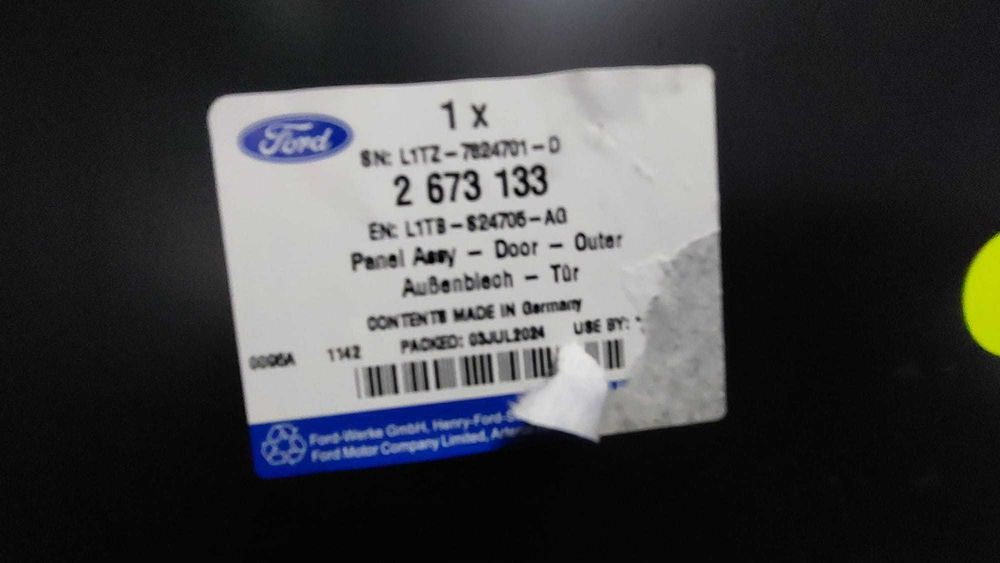 Ford
1 x
SN: L1TZ-7824701-D
2 673 133
EN: L1TB-S24705-AG
Panel Assy - Door - Outer
Außenblech - Tür
CONTENTS MADE IN Germany
PACKED: 03JUL2024 USE BY:
1142
Ford-Werke GmbH, Henry-Ford-
Ford Motor Company Limited,